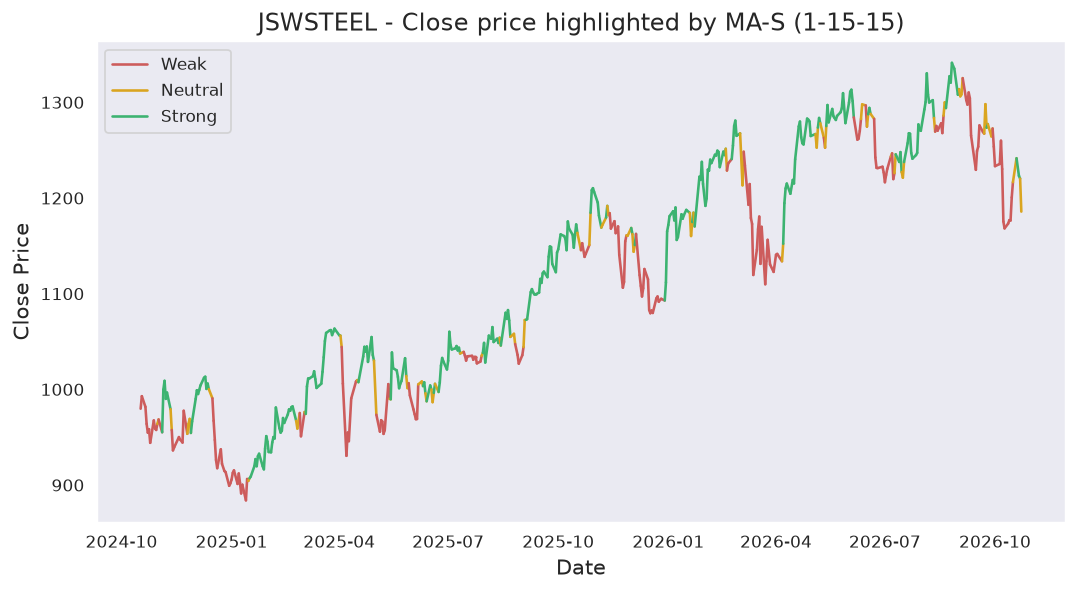 JSWSTEEL - Close price highlighted by MA-S (1-15-15)
Weak
Neutral
Strong
Close Price
1300
1200
1100
1000
900
2024-10 2025-01 2025-04 2025-07 2025-10 2026-01 2026-04 2026-07 2026-10
Date